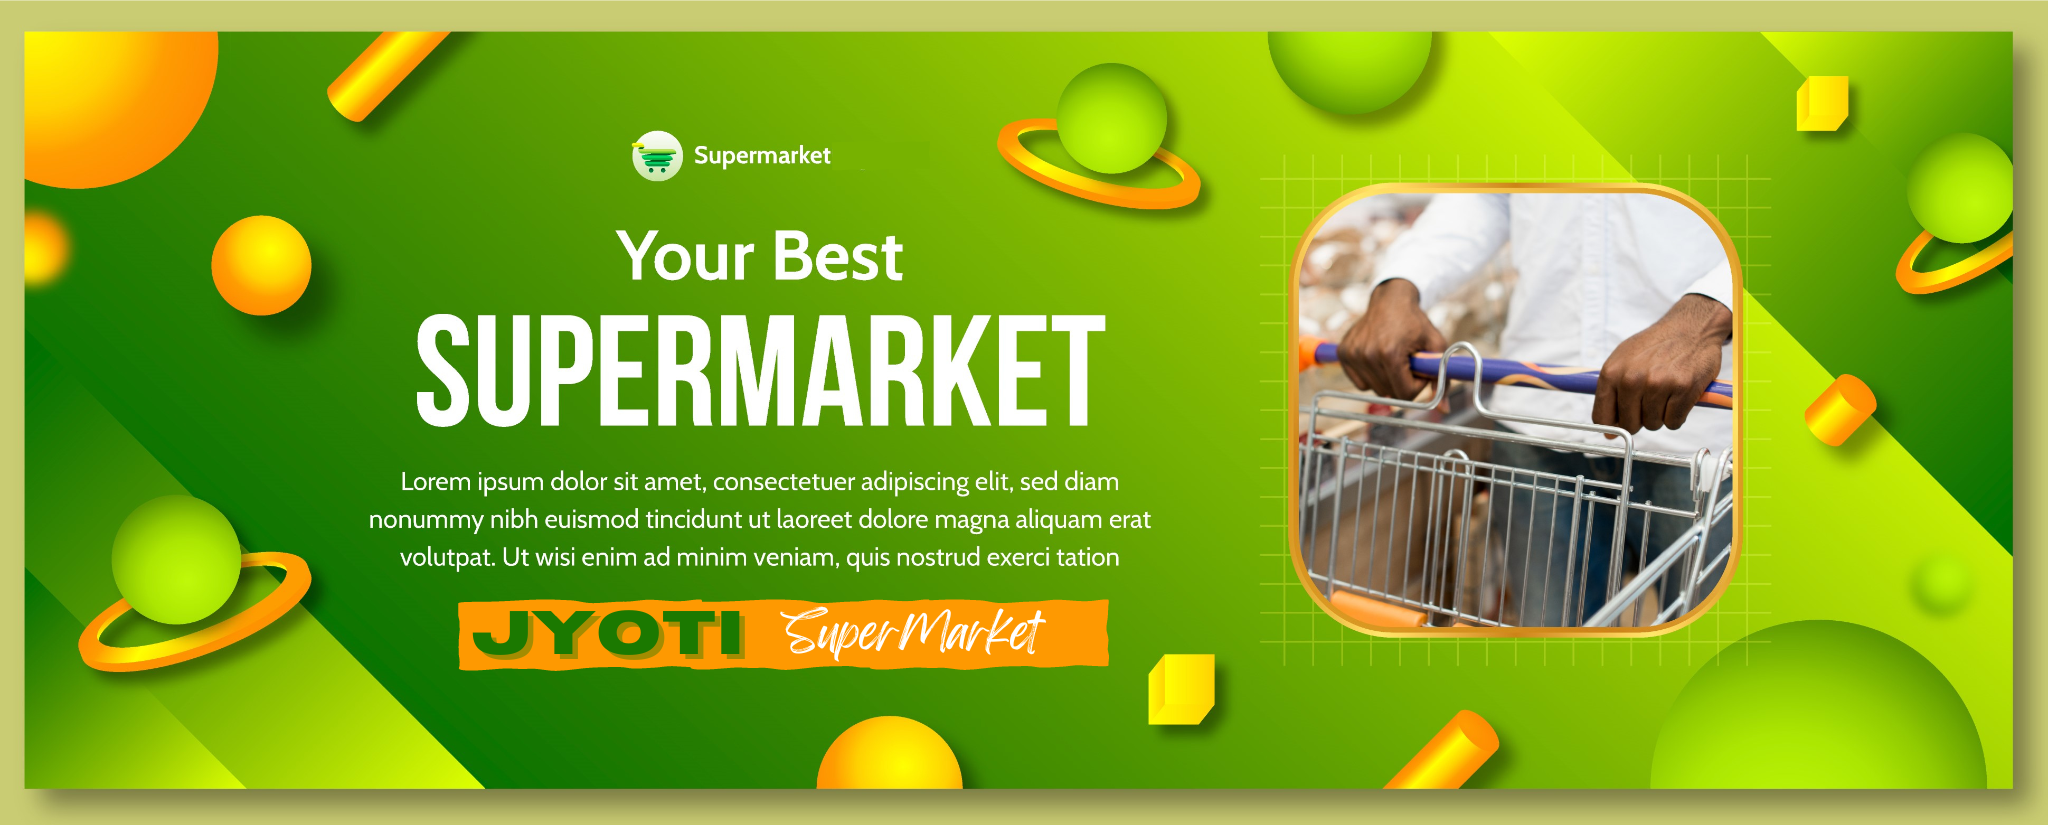 Supermarket
Your Best
SUPERMARKET
Lorem ipsum dolor sit amet, consectetuer adipiscing elit, sed diam
nonummy nibh euismod tincidunt ut laoreet dolore magna aliquam erat
volutpat. Ut wisi enim ad minim veniam, quis nostrud exerci tation
JYOTI SuperMarket